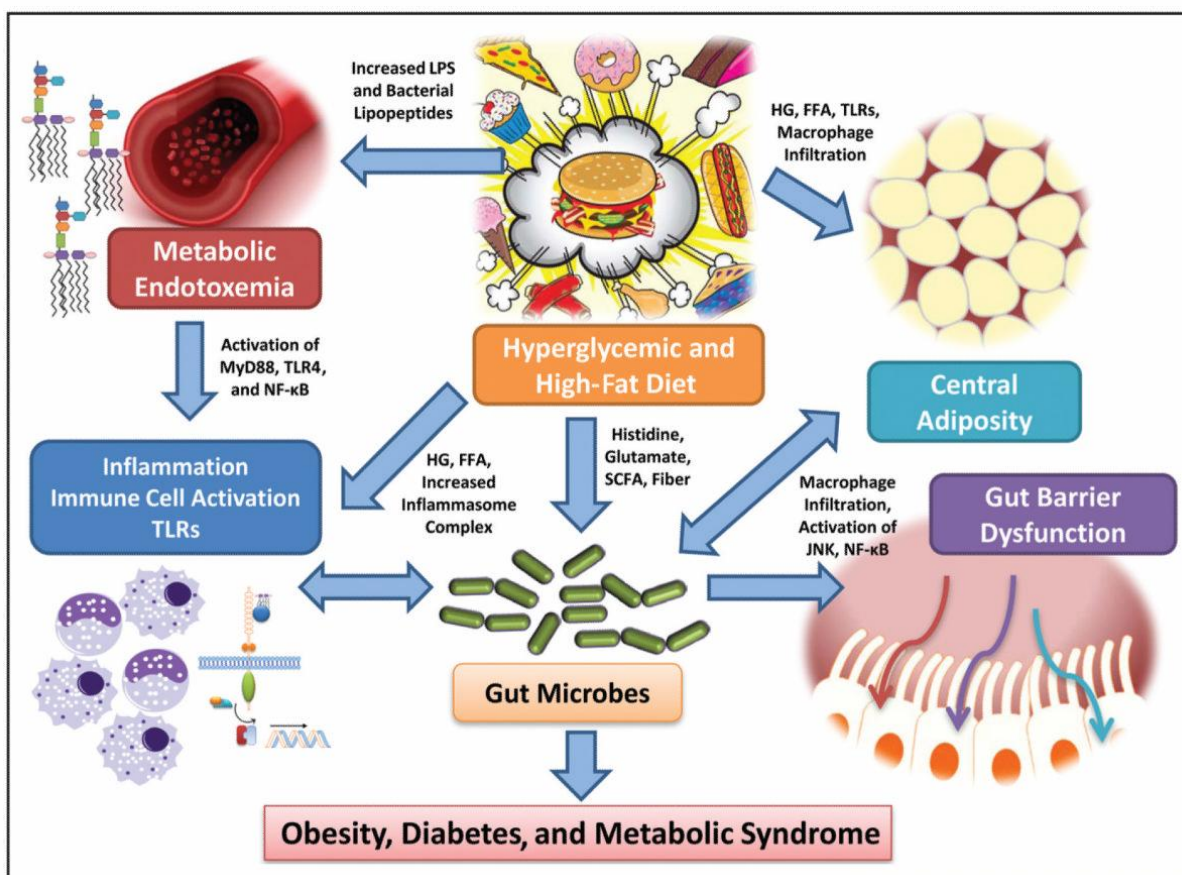 Increased LPS
and Bacterial
Lipopeptides
HG, FFA, TLRs,
Macrophage
Infiltration
Metabolic
Endotoxemia
Activation of
MyD88, TLR4,
and NF-κB
Hyperglycemic and
High-Fat Diet
Central
Adiposity
Inflammation
Immune Cell Activation
TLRs
HG, FFA,
Increased
Inflammasome
Complex
Histidine,
Glutamate,
SCFA, Fiber
Macrophage
Infiltration,
Activation of
JNK, NF-κB
Gut Barrier
Dysfunction
Gut Microbes
Obesity, Diabetes, and Metabolic Syndrome